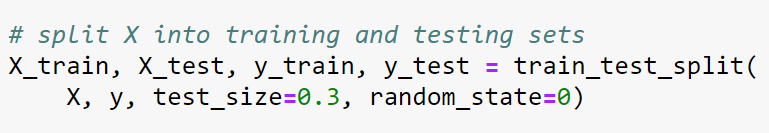 # split X into training and testing sets
X_train, X_test, y_train, y_test = train_test_split(
    X, y, test_size=0.3, random_state=0)